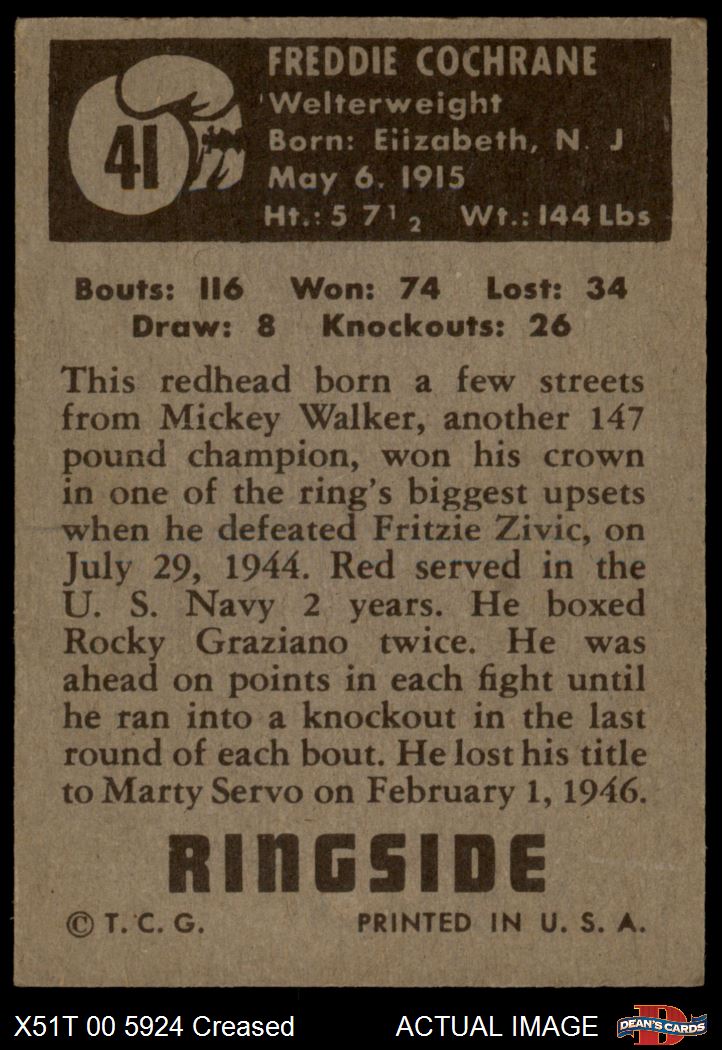 41
FREDDIE COCHRANE
Welterweight
Born: Eiizabeth, N. J
May 6. 1915
Ht.: 5 7 1 2 Wt.: 144 Lbs
Bouts: 116 Won: 74 Lost: 34
Draw: 8 Knockouts: 26
This redhead born a few streets
from Mickey Walker, another 147
pound champion, won his crown
in one of the ring's biggest upsets
when he defeated Fritzie Zivic, on
July 29, 1944. Red served in the
U. S. Navy 2 years. He boxed
Rocky Graziano twice. He was
ahead on points in each fight until
he ran into a knockout in the last
round of each bout. He lost his title
to Marty Servo on February 1, 1946.
RINGSIDE
© T. C. G. PRINTED IN U. S. A.
X51T 00 5924 Creased ACTUAL IMAGE DEAN'S CARDS